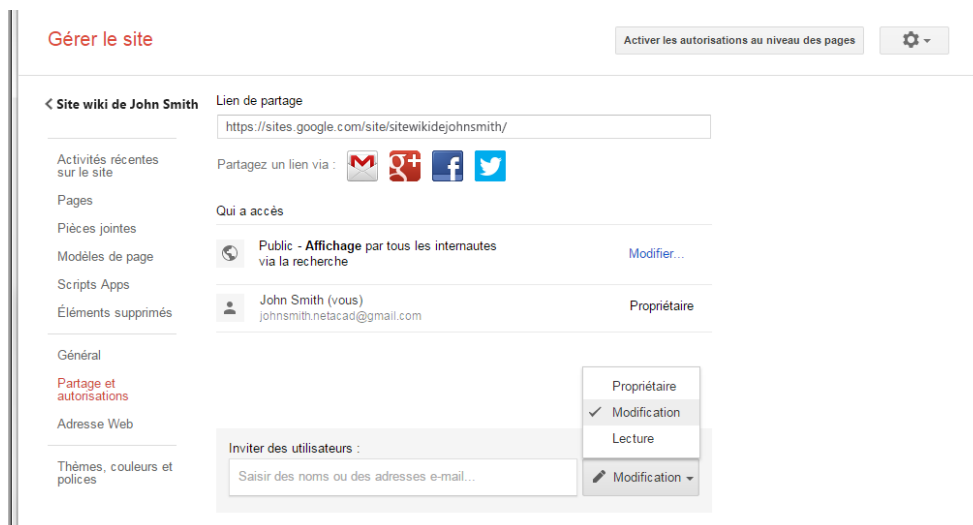 Gérer le site
Activer les autorisations au niveau des pages
Site wiki de John Smith
Activités récentes
sur le site
Pages
Pièces jointes
Modèles de page
Scripts Apps
Éléments supprimés
Général
Partage et
autorisations
Adresse Web
Thèmes, couleurs et
polices
Lien de partage
https://sites.google.com/site/sitewikidejohnsmith/
Partagez un lien via :
Qui a accès
Public - Affichage par tous les internautes
via la recherche
Modifier...
John Smith (vous)
johnsmith.netacad@gmail.com
Propriétaire
Propriétaire
Modification
Lecture
Inviter des utilisateurs :
Saisir des noms ou des adresses e-mail...
Modification